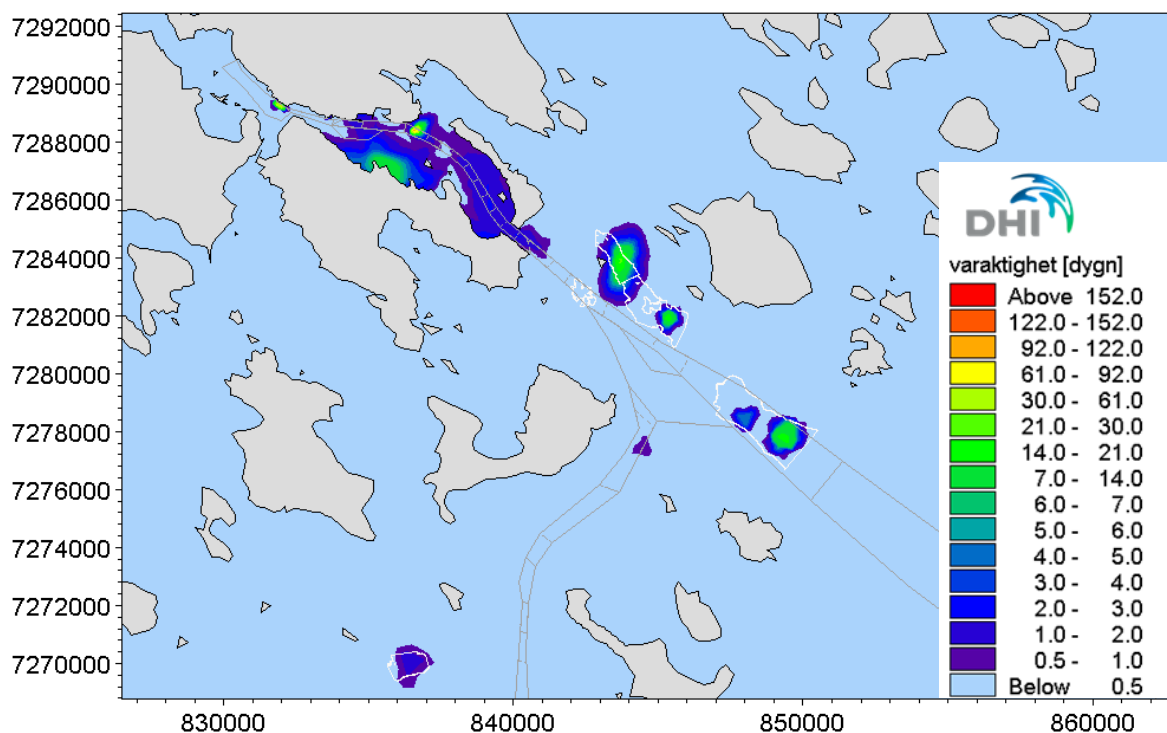 7292000
7290000
7288000
7286000
7284000
7282000
7280000
7278000
7276000
7274000
7272000
7270000
830000 840000 850000 860000
DHI
varaktighet [dygn]
Above 152.0
122.0 - 152.0
92.0 - 122.0
61.0 - 92.0
30.0 - 61.0
21.0 - 30.0
14.0 - 21.0
7.0 - 14.0
6.0 - 7.0
5.0 - 6.0
4.0 - 5.0
3.0 - 4.0
2.0 - 3.0
1.0 - 2.0
0.5 - 1.0
Below 0.5